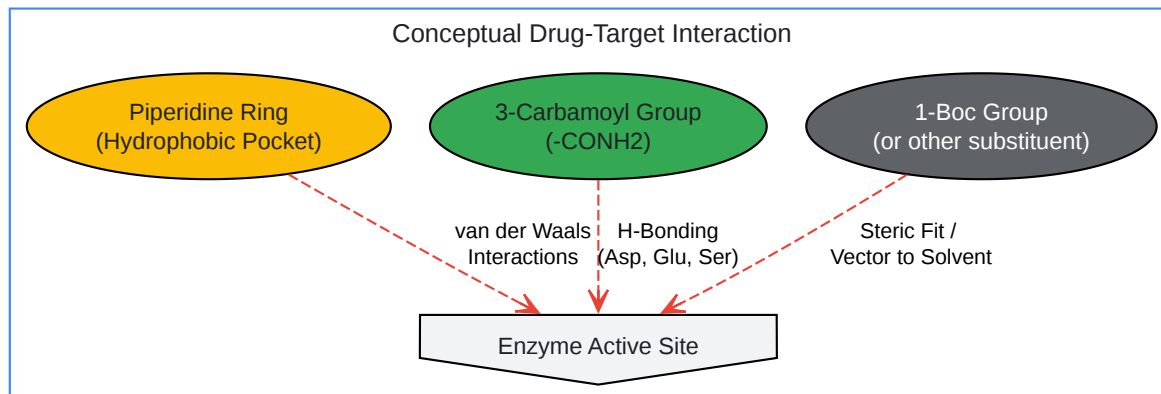 Conceptual Drug-Target Interaction
Piperidine Ring
(Hydrophobic Pocket)
3-Carbamoyl Group
(-CONH2)
1-Boc Group
(or other substituent)
van der Waals
Interactions
H-Bonding
(Asp, Glu, Ser)
Steric Fit /
Vector to Solvent
Enzyme Active Site